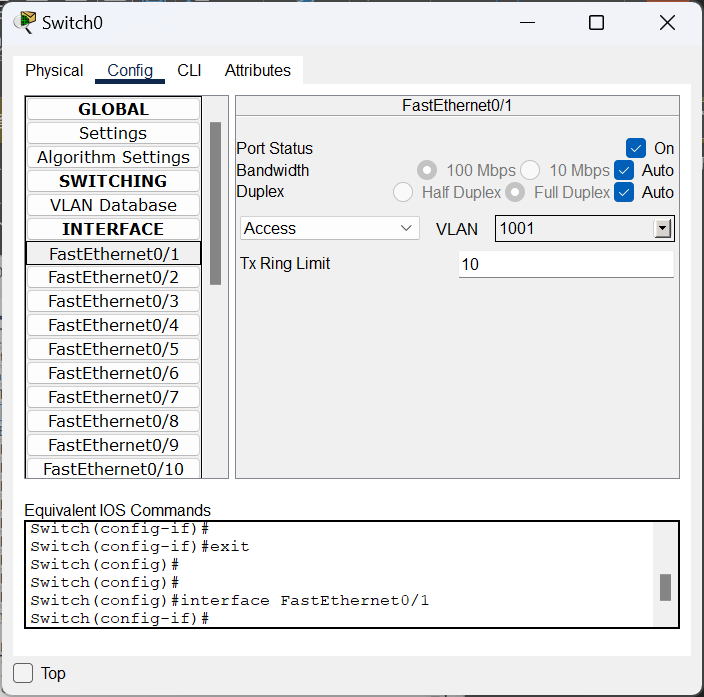 Switch0
Physical Config CLI Attributes
GLOBAL
Settings
Algorithm Settings
SWITCHING
VLAN Database
INTERFACE
FastEthernet0/1
FastEthernet0/2
FastEthernet0/3
FastEthernet0/4
FastEthernet0/5
FastEthernet0/6
FastEthernet0/7
FastEthernet0/8
FastEthernet0/9
FastEthernet0/10
FastEthernet0/1
Port Status On
Bandwidth 100 Mbps 10 Mbps Auto
Duplex Half Duplex Full Duplex Auto
Access VLAN 1001
Tx Ring Limit 10
Equivalent IOS Commands
Switch(config-if)#
Switch(config-if)#exit
Switch(config)#
Switch(config)#
Switch(config)#interface FastEthernet0/1
Switch(config-if)#
Top